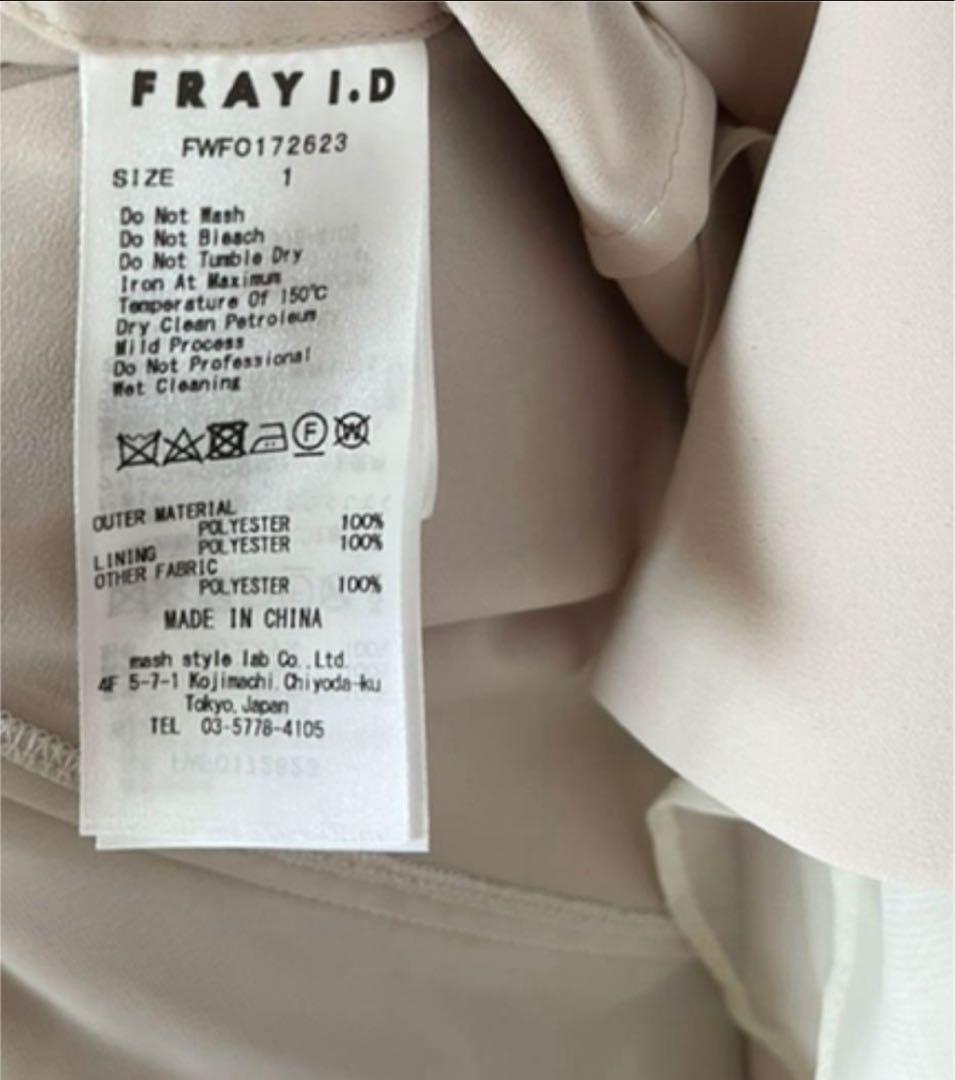 FRAY I.D
FWFO172623
SIZE 1
Do Not Wash
Do Not Bleach
Do Not Tumble Dry
Iron At Maximum
Temperature Of 150℃
Dry Clean Petroleum
Mild Process
Do Not Professional
Wet Cleaning
F W
OUTER MATERIAL
POLYESTER 100%
LINING POLYESTER 100%
OTHER FABRIC
POLYESTER 100%
MADE IN CHINA
mash style lab Co.,Ltd.
4F 5-7-1 Kojimachi,Chiyoda-ku
Tokyo,Japan
TEL 03-5778-4105